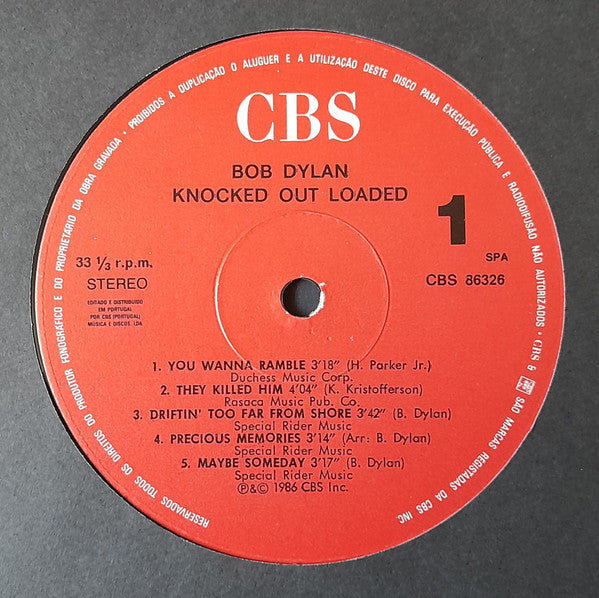 RESERVADOS TODOS OS DIREITOS DO PRODUTOR FONOGRÁFICO E DO PROPRIETÁRIO DA OBRA GRAVADA • PROIBIDOS A DUPLICAÇÃO O ALUGUER E A UTILIZAÇÃO DESTE DISCO PARA EXECUÇÃO PÚBLICA E RADIODIFUSÃO NÃO AUTORIZADOS • CBS & SÃO MARCAS REGISTADAS DA CBS INC
CBS
BOB DYLAN
KNOCKED OUT LOADED
1
33 ⅓ r.p.m.
STEREO
SPA
CBS 86326
EDITADO E DISTRIBUIDO
EM PORTUGAL
POR CBS (PORTUGAL)
MÚSICA E DISCOS, LDA
1. YOU WANNA RAMBLE 3'18" (H. Parker Jr.)
Duchess Music Corp.
2. THEY KILLED HIM 4'04" (K. Kristofferson)
Rasaca Music Pub. Co.
3. DRIFTIN' TOO FAR FROM SHORE 3'42" (B. Dylan)
Special Rider Music
4. PRECIOUS MEMORIES 3'14" (Arr: B. Dylan)
Special Rider Music
5. MAYBE SOMEDAY 3'17" (B. Dylan)
Special Rider Music
℗&© 1986 CBS Inc.